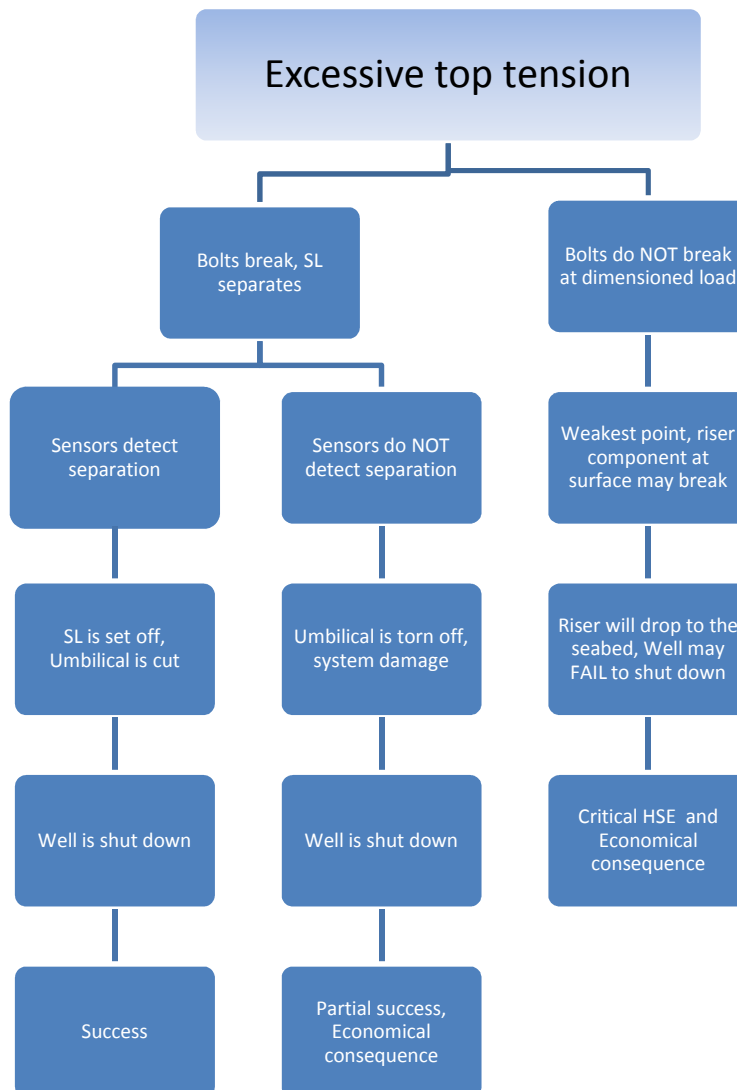 Excessive top tension
Bolts break, SL
separates
Bolts do NOT break
at dimensioned load
Sensors detect
separation
Sensors do NOT
detect separation
Weakest point, riser
component at
surface may break
SL is set off,
Umbilical is cut
Umbilical is torn off,
system damage
Riser will drop to the
seabed, Well may
FAIL to shut down
Well is shut down
Well is shut down
Critical HSE and
Economical
consequence
Success
Partial success,
Economical
consequence